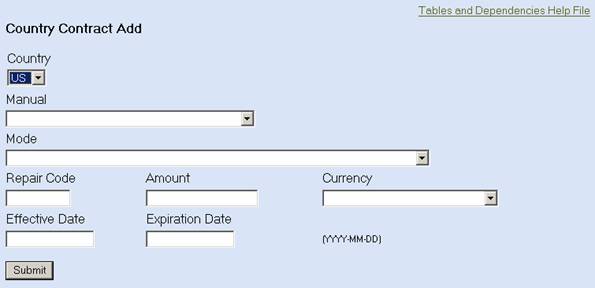 Tables and Dependencies Help File
Country Contract Add
Country
US
Manual
Mode
Repair Code Amount Currency
Effective Date Expiration Date
(YYYY-MM-DD)
Submit